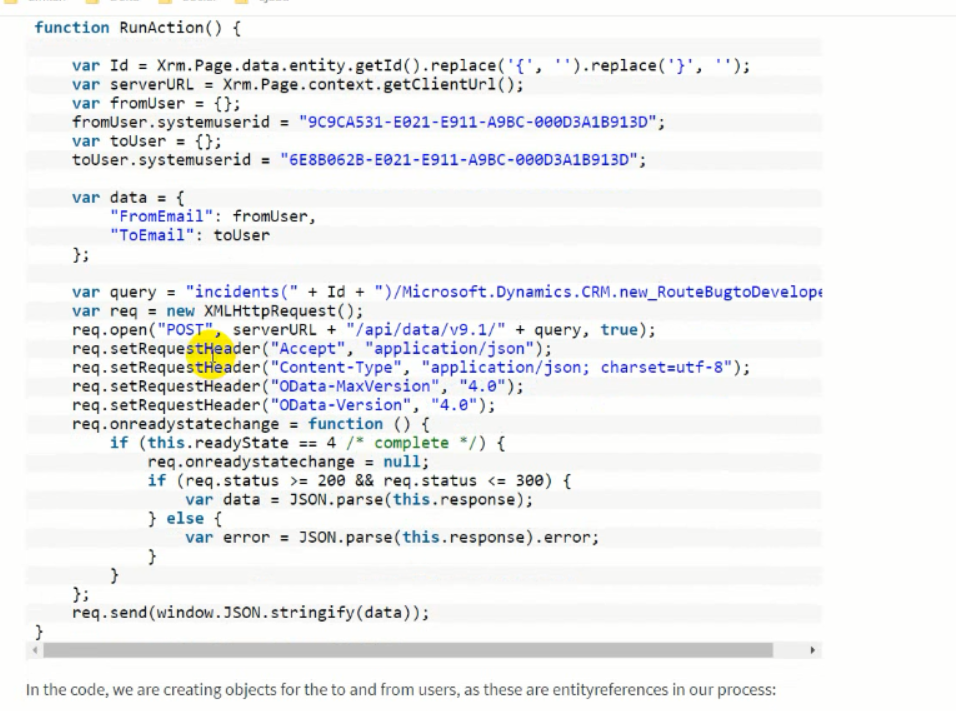 function RunAction() {
var Id = Xrm.Page.data.entity.getId().replace('{', '').replace('}', '');
var serverURL = Xrm.Page.context.getClientUrl();
var fromUser = {};
fromUser.systemuserid = "9C9CA531-E021-E911-A9BC-000D3A1B913D";
var toUser = {};
toUser.systemuserid = "6E8B062B-E021-E911-A9BC-000D3A1B913D";
var data = {
"FromEmail": fromUser,
"ToEmail": toUser
};
var query = "incidents(" + Id + ")/Microsoft.Dynamics.CRM.new_RouteBugtoDevelope
var req = new XMLHttpRequest();
req.open("POST", serverURL + "/api/data/v9.1/" + query, true);
req.setRequestHeader("Accept", "application/json");
req.setRequestHeader("Content-Type", "application/json; charset=utf-8");
req.setRequestHeader("OData-MaxVersion", "4.0");
req.setRequestHeader("OData-Version", "4.0");
req.onreadystatechange = function () {
if (this.readyState == 4 /* complete */) {
req.onreadystatechange = null;
if (req.status >= 200 && req.status <= 300) {
var data = JSON.parse(this.response);
} else {
var error = JSON.parse(this.response).error;
}
}
};
req.send(window.JSON.stringify(data));
}
In the code, we are creating objects for the to and from users, as these are entityreferences in our process: